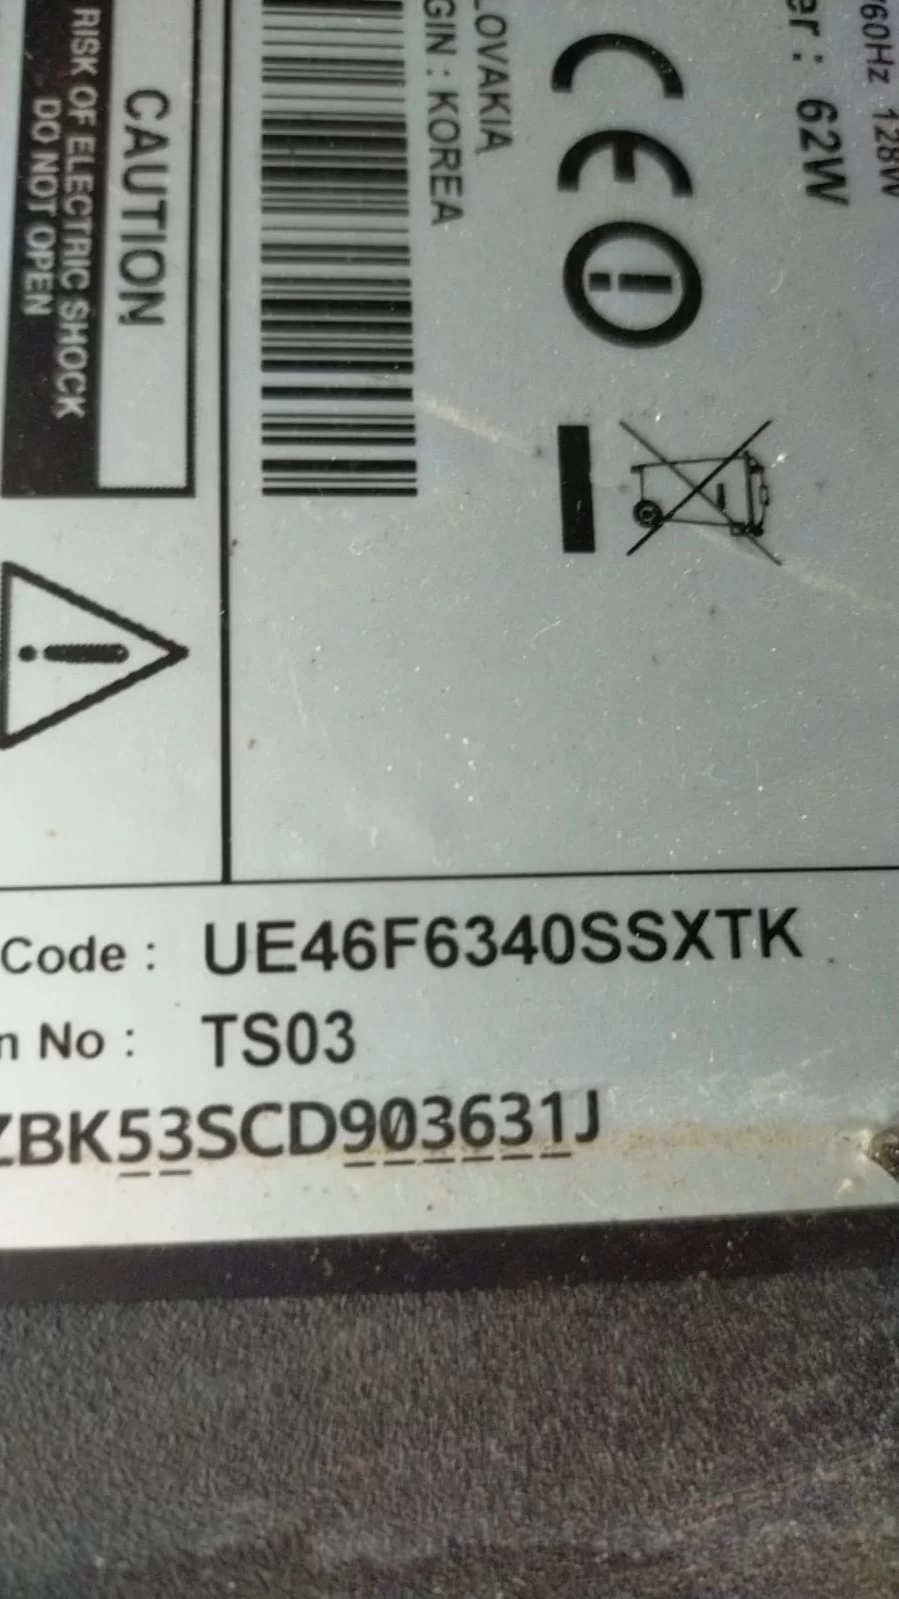 /60Hz 128W
er : 62W
LOVAKIA
GIN : KOREA
CE
CAUTION
RISK OF ELECTRIC SHOCK
DO NOT OPEN
Code : UE46F6340SSXTK
n No : TS03
ZBK53SCD903631J